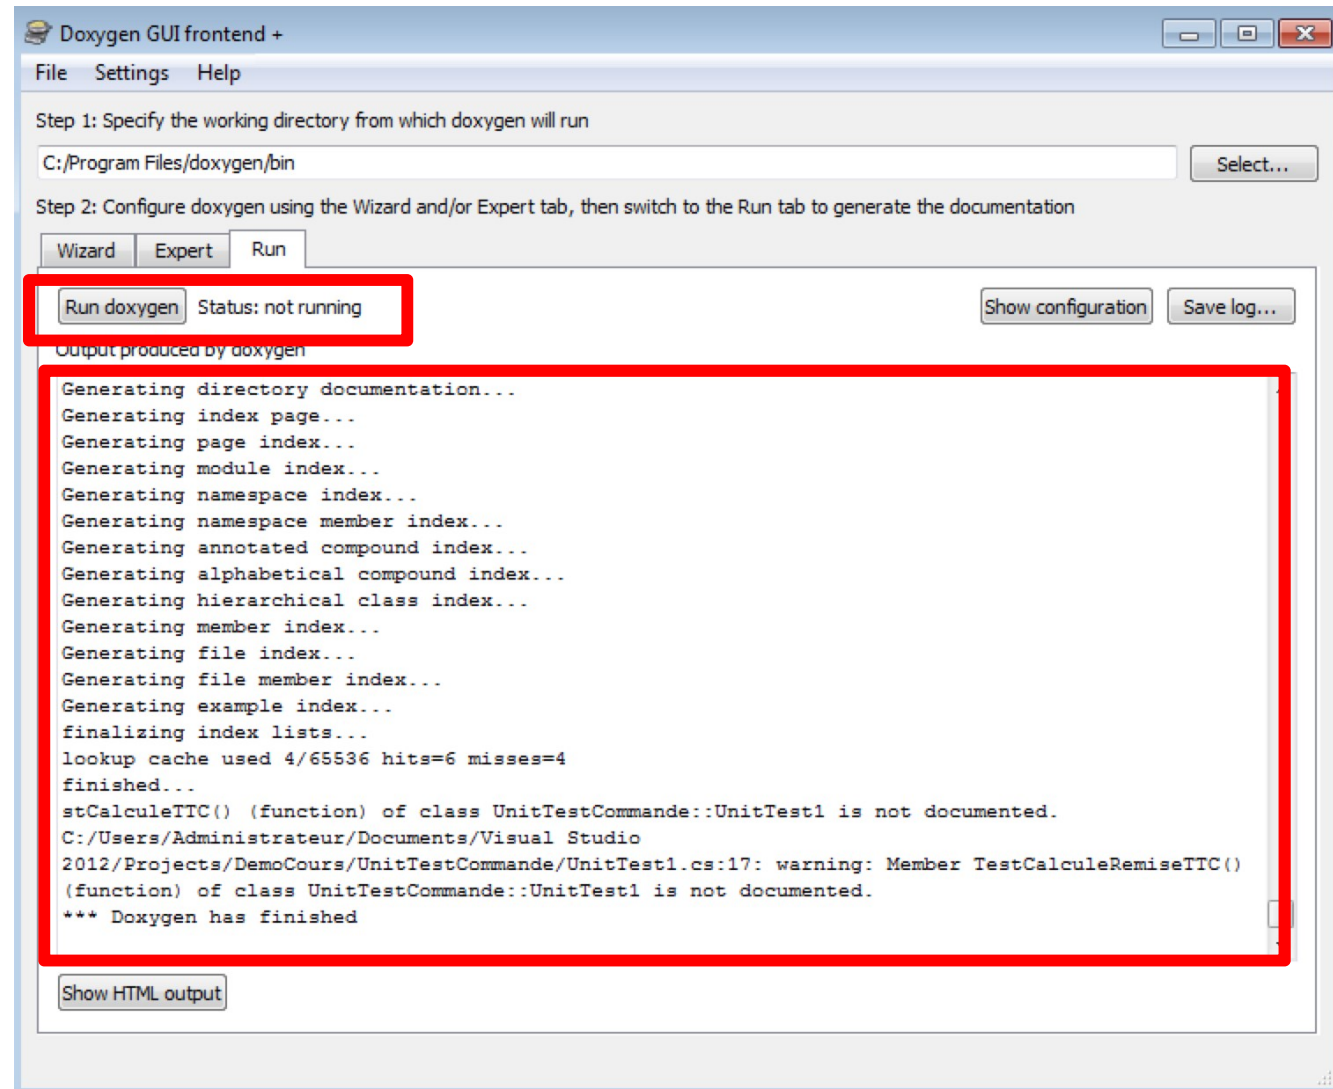 Doxygen GUI frontend +
File Settings Help
Step 1: Specify the working directory from which doxygen will run
C:/Program Files/doxygen/bin
Select...
Step 2: Configure doxygen using the Wizard and/or Expert tab, then switch to the Run tab to generate the documentation
Wizard Expert Run
Run doxygen Status: not running Show configuration Save log...
Output produced by doxygen
Generating directory documentation...
Generating index page...
Generating page index...
Generating module index...
Generating namespace index...
Generating namespace member index...
Generating annotated compound index...
Generating alphabetical compound index...
Generating hierarchical class index...
Generating member index...
Generating file index...
Generating file member index...
Generating example index...
finalizing index lists...
lookup cache used 4/65536 hits=6 misses=4
finished...
stCalculeTTC() (function) of class UnitTestCommande::UnitTest1 is not documented.
C:/Users/Administrateur/Documents/Visual Studio
2012/Projects/DemoCours/UnitTestCommande/UnitTest1.cs:17: warning: Member TestCalculeRemiseTTC()
(function) of class UnitTestCommande::UnitTest1 is not documented.
*** Doxygen has finished
Show HTML output